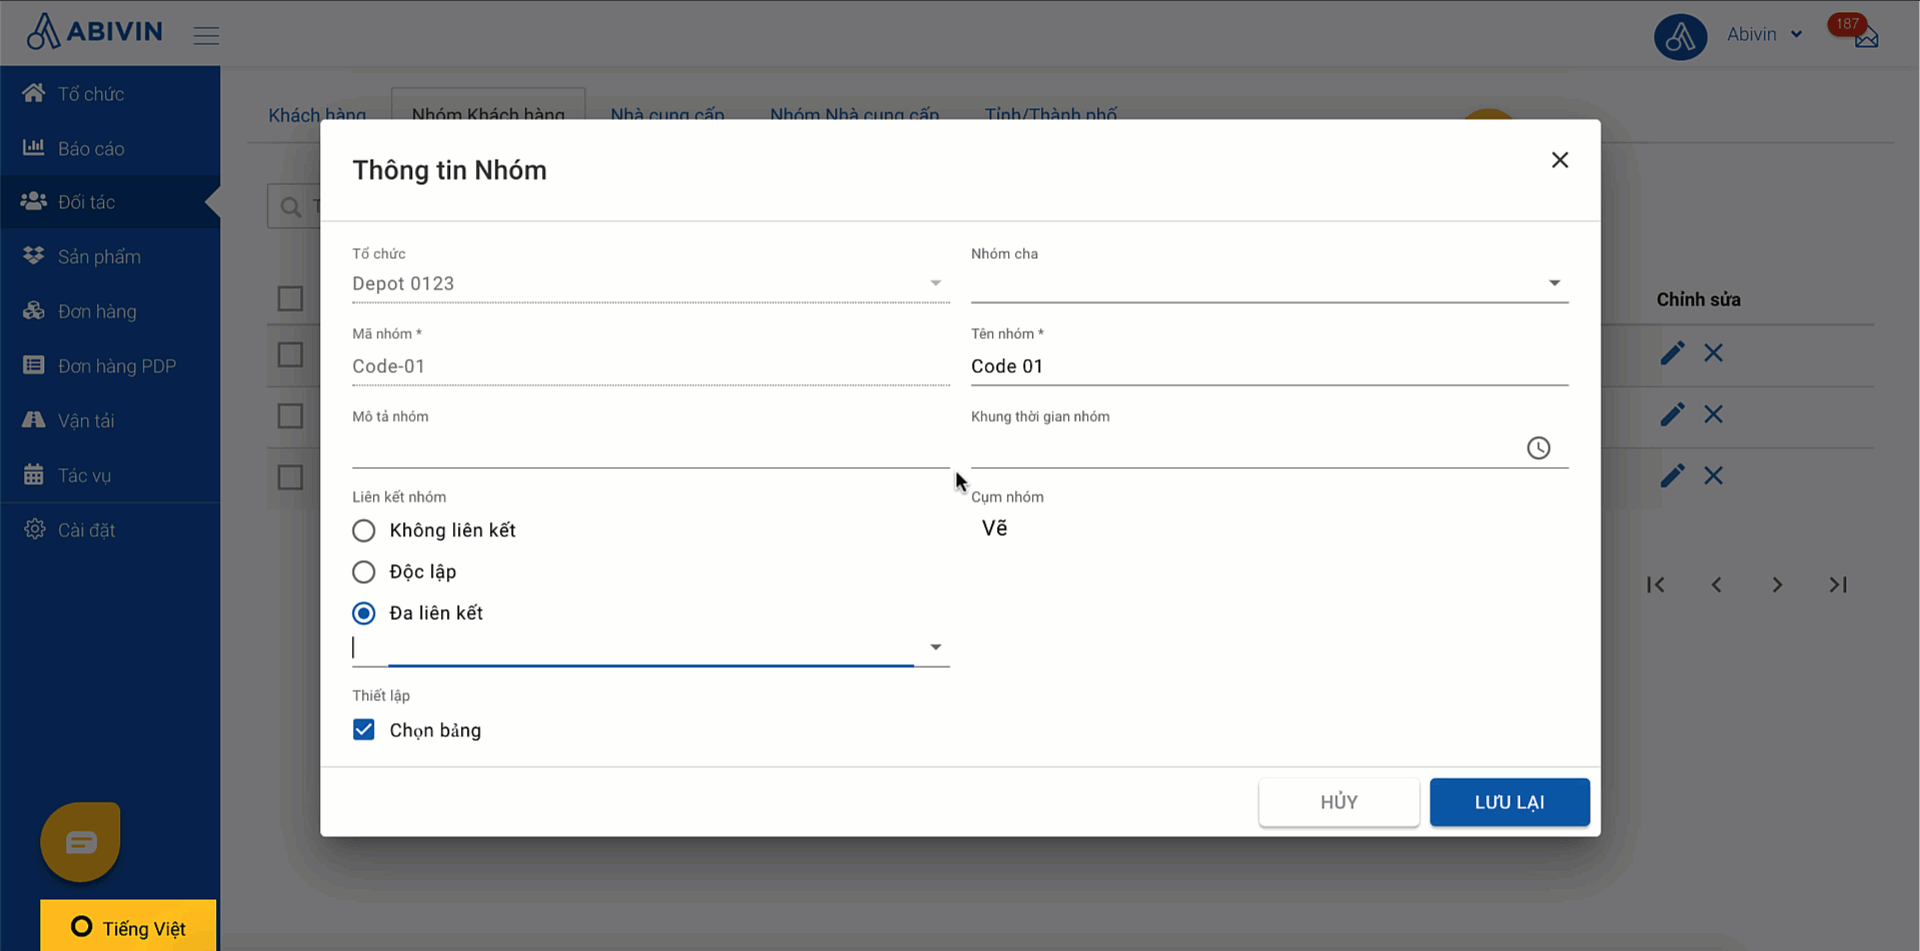 ABIVIN
Abivin
187
Tổ chức
Báo cáo
Đối tác
Sản phẩm
Đơn hàng
Đơn hàng PDP
Vận tải
Tác vụ
Cài đặt
Tiếng Việt
Khách hàng
Nhóm Khách hàng
Nhà cung cấp
Nhóm Nhà cung cấp
Tỉnh/Thành phố
T
Chỉnh sửa
Thông tin Nhóm
Tổ chức
Depot 0123
Nhóm cha
Mã nhóm *
Code-01
Tên nhóm *
Code 01
Mô tả nhóm
Khung thời gian nhóm
Liên kết nhóm
Không liên kết
Độc lập
Đa liên kết
Cụm nhóm
Vẽ
Thiết lập
Chọn bảng
HỦY
LƯU LẠI